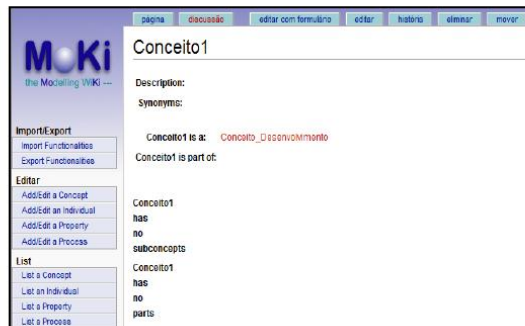 página discussão editar com formulário editar história eliminar mover
MoKi
the Modelling WiKi ---
Conceito1
Description:
Synonyms:
Conceito1 is a: Conceito_Desenvolvimento
Conceito1 is part of:
Conceito1
has
no
subconcepts
Conceito1
has
no
parts
Import/Export
Import Functionalities
Export Functionalities
Editar
Add/Edit a Concept
Add/Edit an Individual
Add/Edit a Property
Add/Edit a Process
List
List a Concept
List an Individual
List a Property
List a Process